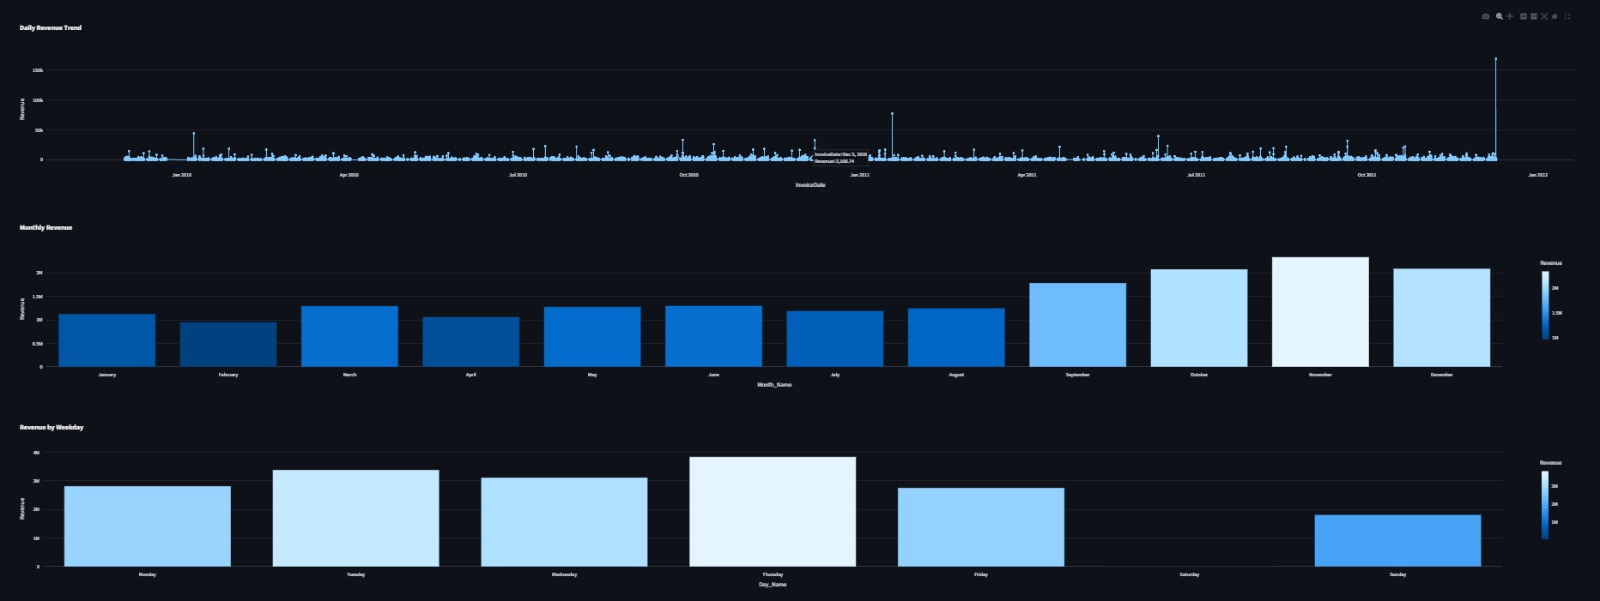 Daily Revenue Trend
150k
100k
50k
0
Revenue
Jan 2010
Apr 2010
Jul 2010
Oct 2010
Jan 2011
Apr 2011
Jul 2011
Oct 2011
Jan 2012
InvoiceDate
Monthly Revenue
2M
1.5M
1M
0.5M
0
Revenue
January
February
March
April
May
June
July
August
September
October
November
December
Month_Name
Revenue
2M
1.5M
1M
Revenue by Weekday
4M
3M
2M
1M
0
Revenue
Monday
Tuesday
Wednesday
Thursday
Friday
Saturday
Sunday
Day_Name
Revenue
3M
2M
1M